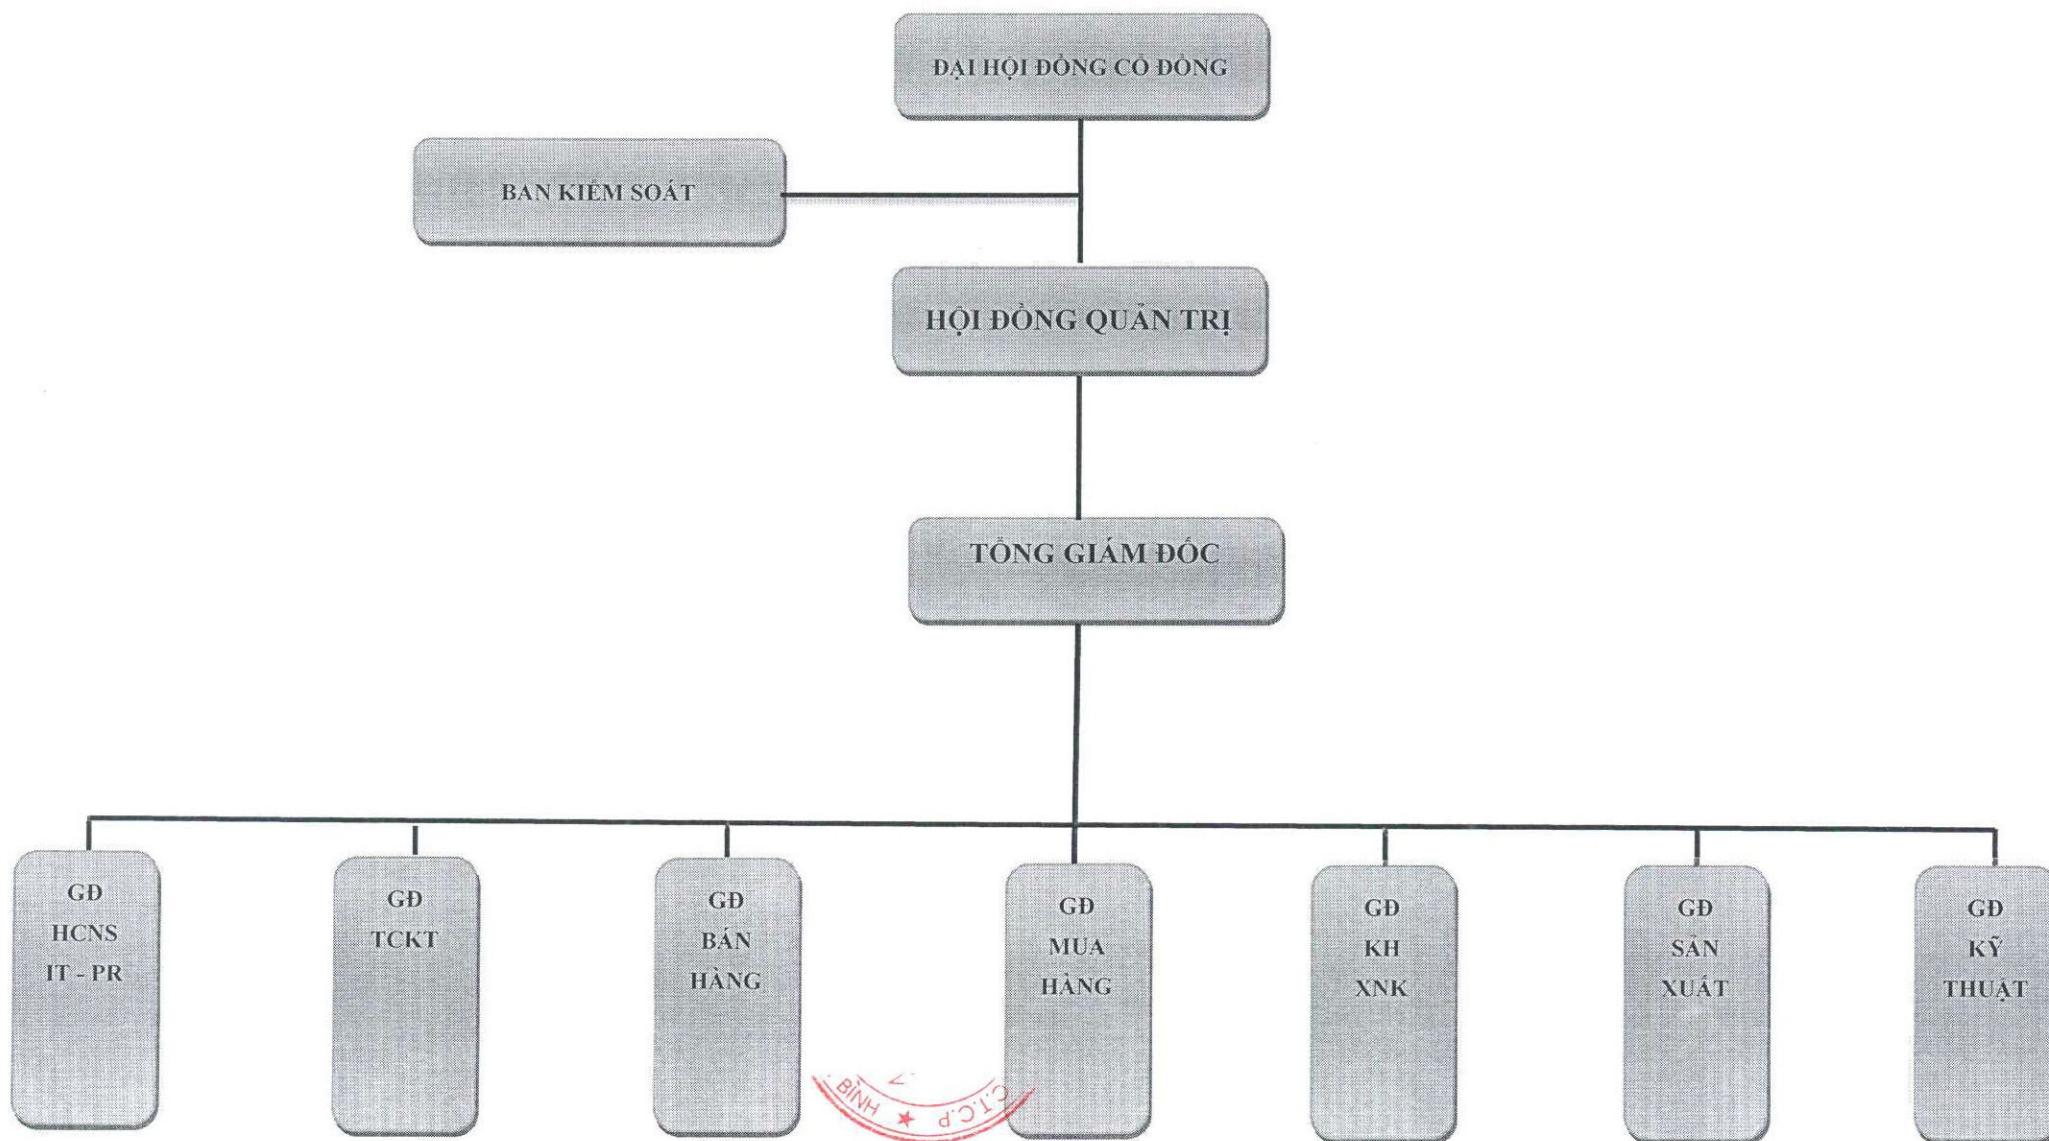 ĐẠI HỘI ĐỒNG CỔ ĐÔNG
BAN KIỂM SOÁT
HỘI ĐỒNG QUẢN TRỊ
TỔNG GIÁM ĐỐC
GĐ
HCNS
IT - PR
GĐ
TCKT
GĐ
BÁN
HÀNG
GĐ
MUA
HÀNG
GĐ
KH
XNK
GĐ
SẢN
XUẤT
GĐ
KỸ
THUẬT
BÌNH ★ C.T.C.P